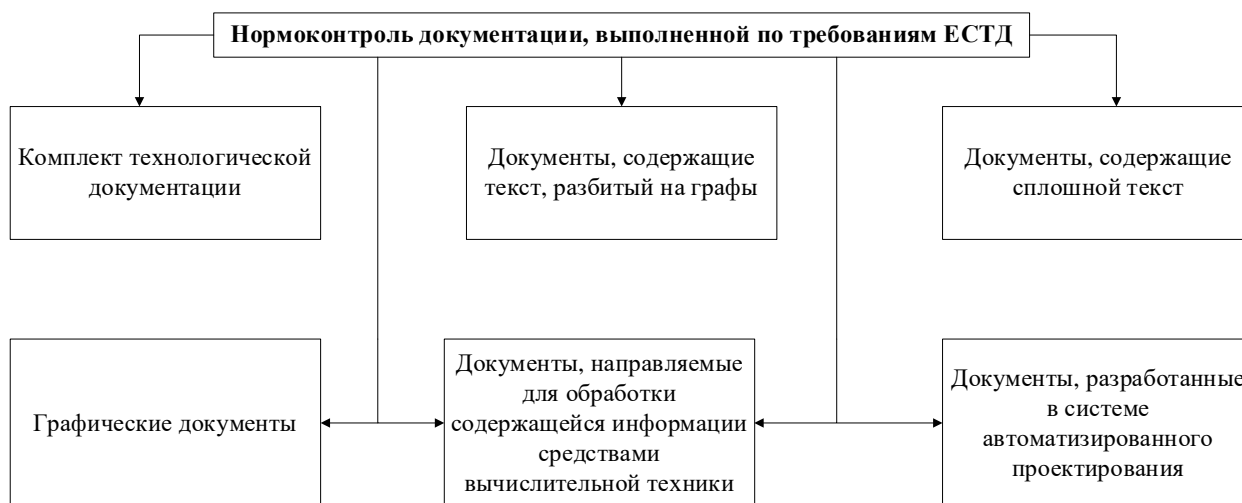 Нормоконтроль документации, выполненной по требованиям ЕСТД
Комплект технологической
документации
Документы, содержащие
текст, разбитый на графы
Документы, содержащие
сплошной текст
Графические документы
Документы, направляемые
для обработки
содержащейся информации
средствами
вычислительной техники
Документы, разработанные
в системе
автоматизированного
проектирования